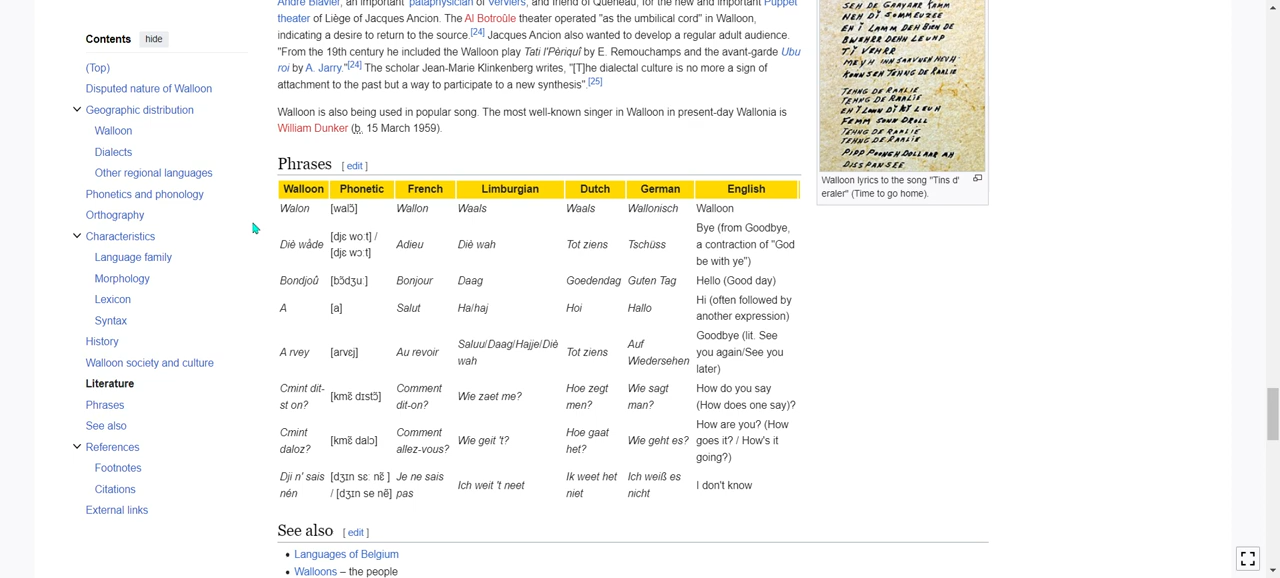 André Blavier, an important 'pataphysician of Verviers, and friend of Queneau, for the new and important Puppet
theater of Liège of Jacques Ancion. The Al Botroûle theater operated "as the umbilical cord" in Walloon,
indicating a desire to return to the source.[24] Jacques Ancion also wanted to develop a regular adult audience.
"From the 19th century he included the Walloon play Tati l'Pèriquî by E. Remouchamps and the avant-garde Ubu
roi by A. Jarry."[24] The scholar Jean-Marie Klinkenberg writes, "[T]he dialectal culture is no more a sign of
attachment to the past but a way to participate to a new synthesis".[25]
Walloon is also being used in popular song. The most well-known singer in Walloon in present-day Wallonia is
William Dunker (b. 15 March 1959).
Contents hide
(Top)
Disputed nature of Walloon
Geographic distribution
Walloon
Dialects
Other regional languages
Phonetics and phonology
Orthography
Characteristics
Language family
Morphology
Lexicon
Syntax
History
Walloon society and culture
Literature
Phrases
See also
References
Footnotes
Citations
External links
Phrases [ edit ]
Walloon Phonetic French Limburgian Dutch German English
Walon [walɔ̃] Wallon Waals Waals Wallonisch Walloon
Diè wåde [djɛ woːt] / [djɛ wɔːt] Adieu Diè wah Tot ziens Tschüss Bye (from Goodbye, a contraction of "God be with ye")
Bondjoû [bɔ̃dʒuː] Bonjour Daag Goedendag Guten Tag Hello (Good day)
A [a] Salut Ha/haj Hoi Hallo Hi (often followed by another expression)
A rvey [arvɛj] Au revoir Saluu/Daag/Hajje/Diè wah Tot ziens Auf Wiedersehen Goodbye (lit. See you again/See you later)
Cmint dit-st on? [kmɛ̃ dɪstɔ̃] Comment dit-on? Wie zaet me? Hoe zegt men? Wie sagt man? How do you say (How does one say)?
Cmint daloz? [kmɛ̃ dalɔ] Comment allez-vous? Wie geit 't? Hoe gaat het? Wie geht es? How are you? (How goes it? / How's it going?)
Dji n' sais nén [dʒɪn sɛː nɛ̃ ] / [dʒɪn se nẽ] Je ne sais pas Ich weit 't neet Ik weet het niet Ich weiß es nicht I don't know
See also [ edit ]
• Languages of Belgium
• Walloons – the people
TEHNG DE RAALIE
TEHNG DE RAALIE
TEHNG DE RAALIE
TEHNG DE RAALIE
Walloon lyrics to the song "Tins d'
eraler" (Time to go home).